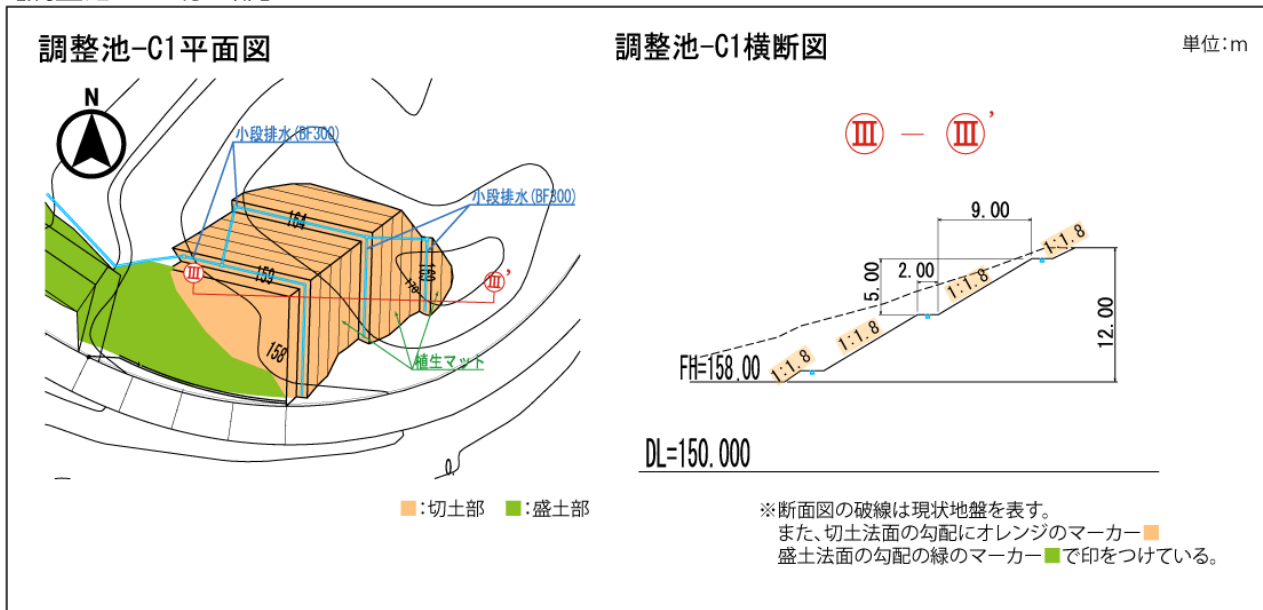 調整池-C1平面図
調整池-C1横断図
単位:m
N
小段排水(BF300)
小段排水(BF300)
Ⅲ — Ⅲ’
164
159
169
170
158
Ⅲ
Ⅲ’
植生マット
9.00
5.00
2.00
1:1.8
1:1.8
1:1.8
1:1.8
12.00
FH=158.00
DL=150.000
■:切土部 ■:盛土部
※断面図の破線は現状地盤を表す。
また、切土法面の勾配にオレンジのマーカー■
盛土法面の勾配の緑のマーカー■で印をつけている。